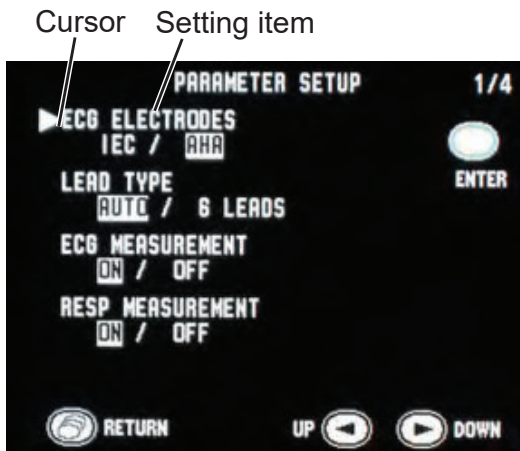 Cursor Setting item
PARAMETER SETUP 1/4
ECG ELECTRODES
IEC / AHA
ENTER
LEAD TYPE
AUTO / 6 LEADS
ECG MEASUREMENT
ON / OFF
RESP MEASUREMENT
ON / OFF
RETURN UP DOWN